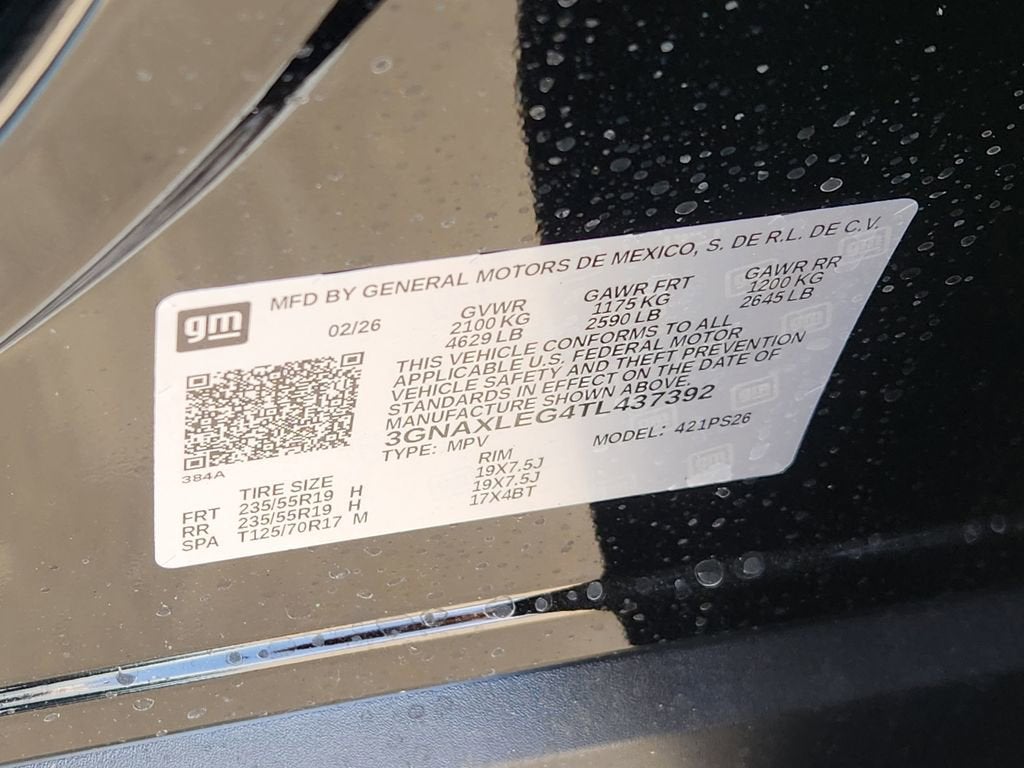 gm
MFD BY GENERAL MOTORS DE MEXICO, S. DE R.L. DE C.V.
02/26
GVWR
2100 KG
4629 LB
GAWR FRT
1175 KG
2590 LB
GAWR RR
1200 KG
2645 LB
THIS VEHICLE CONFORMS TO ALL
APPLICABLE U.S. FEDERAL MOTOR
VEHICLE SAFETY AND THEFT PREVENTION
STANDARDS IN EFFECT ON THE DATE OF
MANUFACTURE SHOWN ABOVE.
3GNAXLEG4TL437392
TYPE: MPV
MODEL: 421PS26
384A
TIRE SIZE RIM
FRT 235/55R19 H 19X7.5J
RR 235/55R19 H 19X7.5J
SPA T125/70R17 M 17X4BT